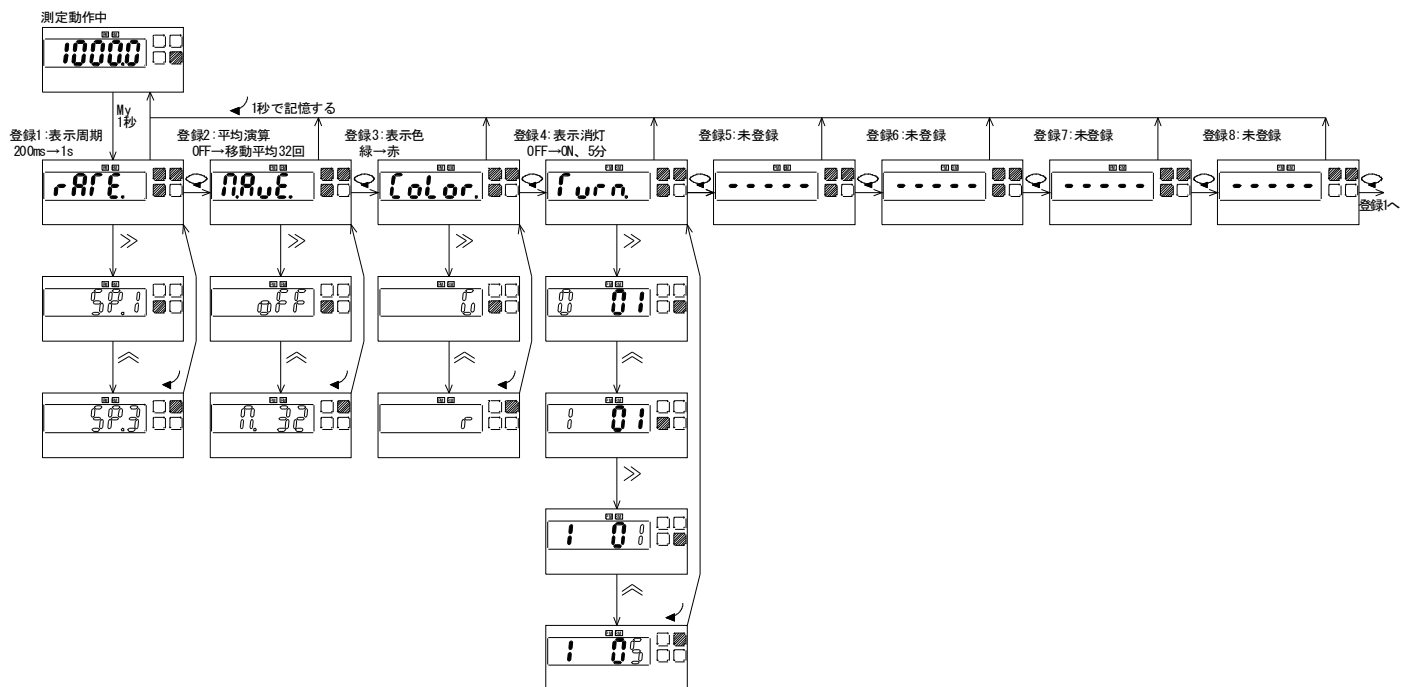 測定動作中
1000.0
My
1秒
1秒で記憶する
登録1:表示周期
200ms→1s
登録2:平均演算
OFF→移動平均32回
登録3:表示色
緑→赤
登録4:表示消灯
OFF→ON、5分
登録5:未登録
登録6:未登録
登録7:未登録
登録8:未登録
rATE.
M.AvE.
CoLor.
Turn.
-----
-----
-----
-----
登録1へ
SP.1
oFF
G
0 01
SP.3
M. 32
r
1 01
1 01
1 05